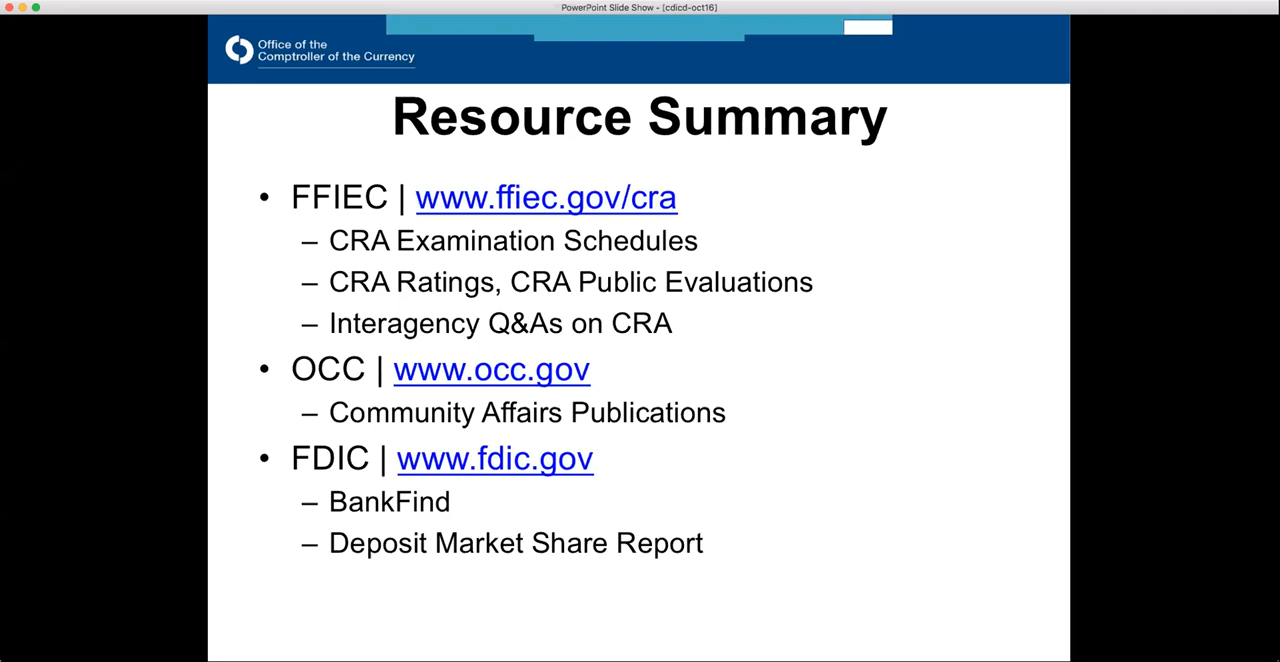 PowerPoint Slide Show - [cdicd-oct16]
Office of the
Comptroller of the Currency
Resource Summary
• FFIEC | www.ffiec.gov/cra
– CRA Examination Schedules
– CRA Ratings, CRA Public Evaluations
– Interagency Q&As on CRA
• OCC | www.occ.gov
– Community Affairs Publications
• FDIC | www.fdic.gov
– BankFind
– Deposit Market Share Report